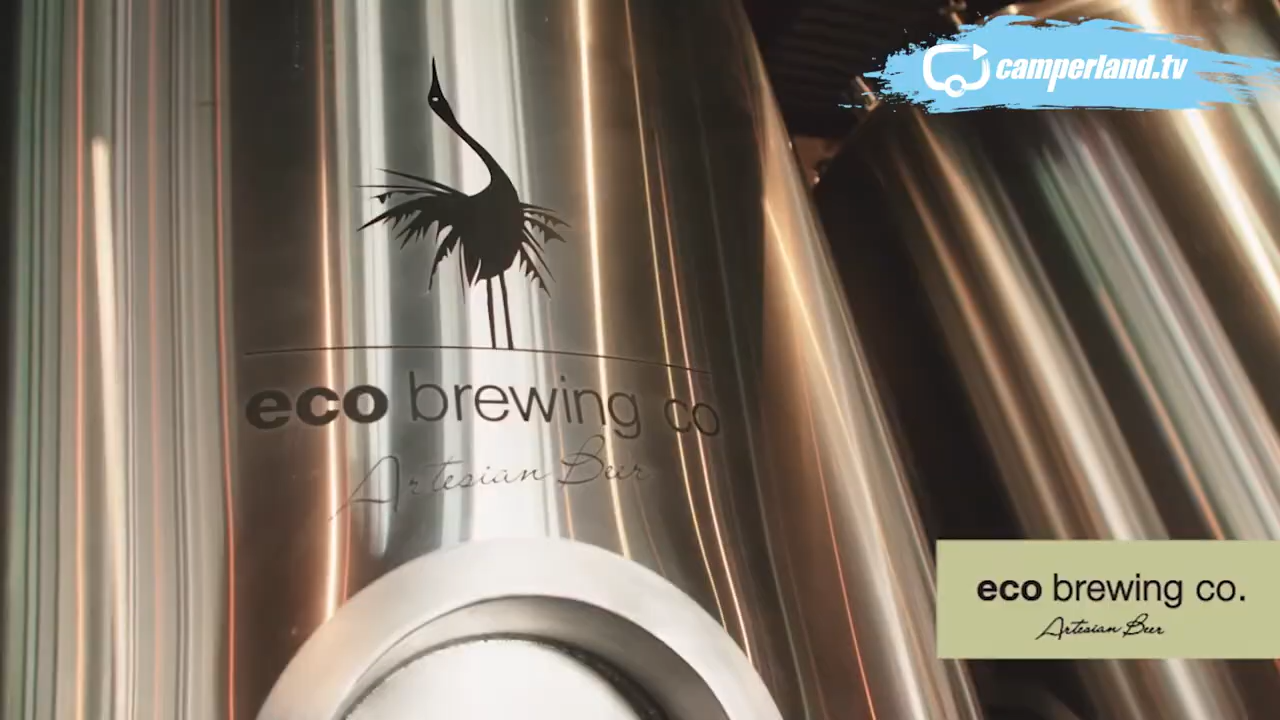 camperland.tv
eco brewing co
Artesian Beer
eco brewing co.
Artesian Beer